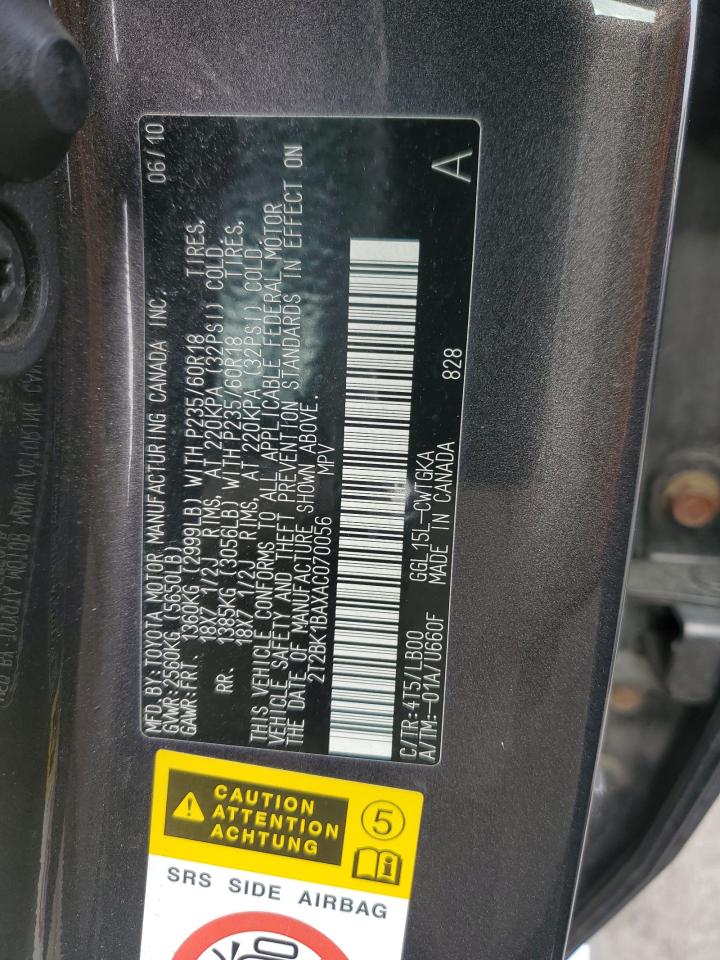 MFD. BY: TOYOTA MOTOR MANUFACTURING CANADA INC. 06/10
GVWR:2560KG (5650LB)
GAWR:FRT. 1360KG (2999LB) WITH P235/60R18 TIRES,
18X7 1/2J RIMS, AT 220KPA (32PSI) COLD
RR. 1385KG (3056LB) WITH P235/60R18 TIRES,
18X7 1/2J RIMS, AT 220KPA (32PSI) COLD
THIS VEHICLE CONFORMS TO ALL APPLICABLE FEDERAL MOTOR
VEHICLE SAFETY AND THEFT PREVENTION STANDARDS IN EFFECT ON
THE DATE OF MANUFACTURE SHOWN ABOVE.
2T2BK1BAXAC070056 MPV
A
C/TR:4T5/LB00 GGL15L-CWTGKA 828
A/TM:-01A/U660F MADE IN CANADA
CAUTION
ATTENTION
ACHTUNG
5
SRS SIDE AIRBAG